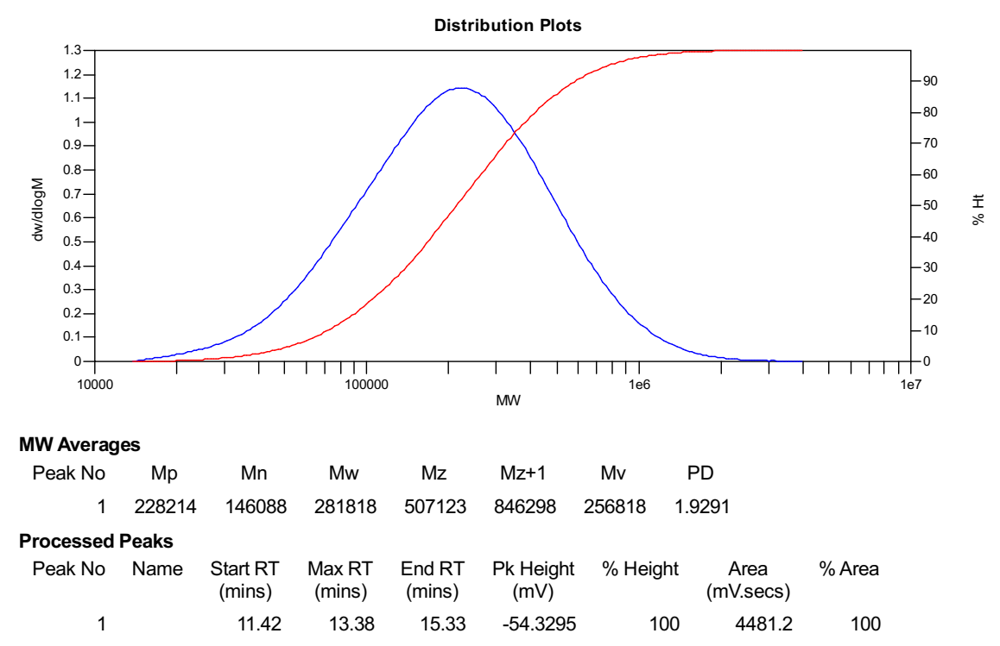 Distribution Plots
1.3
1.2
1.1
1
0.9
0.8
0.7
0.6
0.5
0.4
0.3
0.2
0.1
0
dw/dlogM
90
80
70
60
50
40
30
20
10
0
% Ht
10000 100000 1e6 1e7
MW
MW Averages
Peak No Mp Mn Mw Mz Mz+1 Mv PD
1 228214 146088 281818 507123 846298 256818 1.9291
Processed Peaks
Peak No Name Start RT Max RT End RT Pk Height % Height Area % Area
(mins) (mins) (mins) (mV) (mV.secs)
1 11.42 13.38 15.33 -54.3295 100 4481.2 100